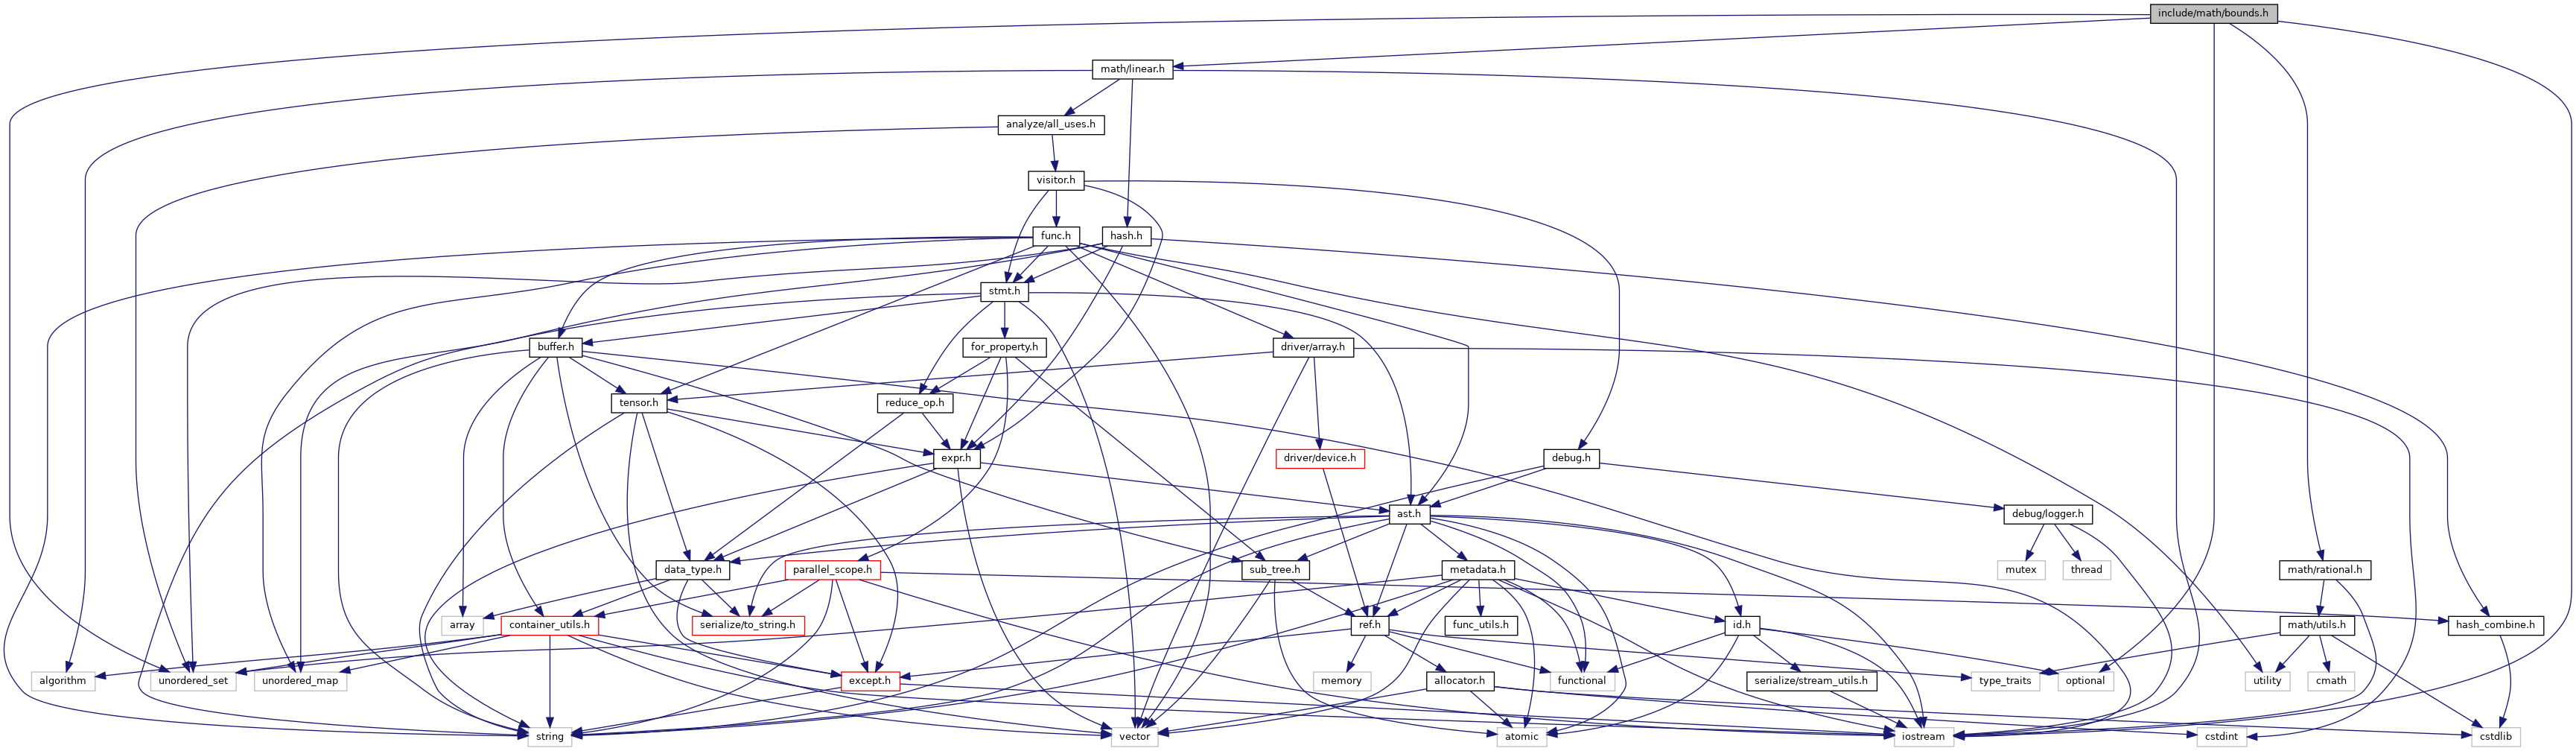 include/math/bounds.h
math/linear.h
analyze/all_uses.h
visitor.h
func.h
hash.h
stmt.h
buffer.h
for_property.h
driver/array.h
tensor.h
reduce_op.h
expr.h
driver/device.h
debug.h
ast.h
debug/logger.h
data_type.h
parallel_scope.h
sub_tree.h
metadata.h
mutex
thread
math/rational.h
array
container_utils.h
serialize/to_string.h
ref.h
func_utils.h
id.h
math/utils.h
hash_combine.h
algorithm
unordered_set
unordered_map
except.h
memory
allocator.h
functional
serialize/stream_utils.h
type_traits
optional
utility
cmath
string
vector
atomic
iostream
cstdint
cstdlib